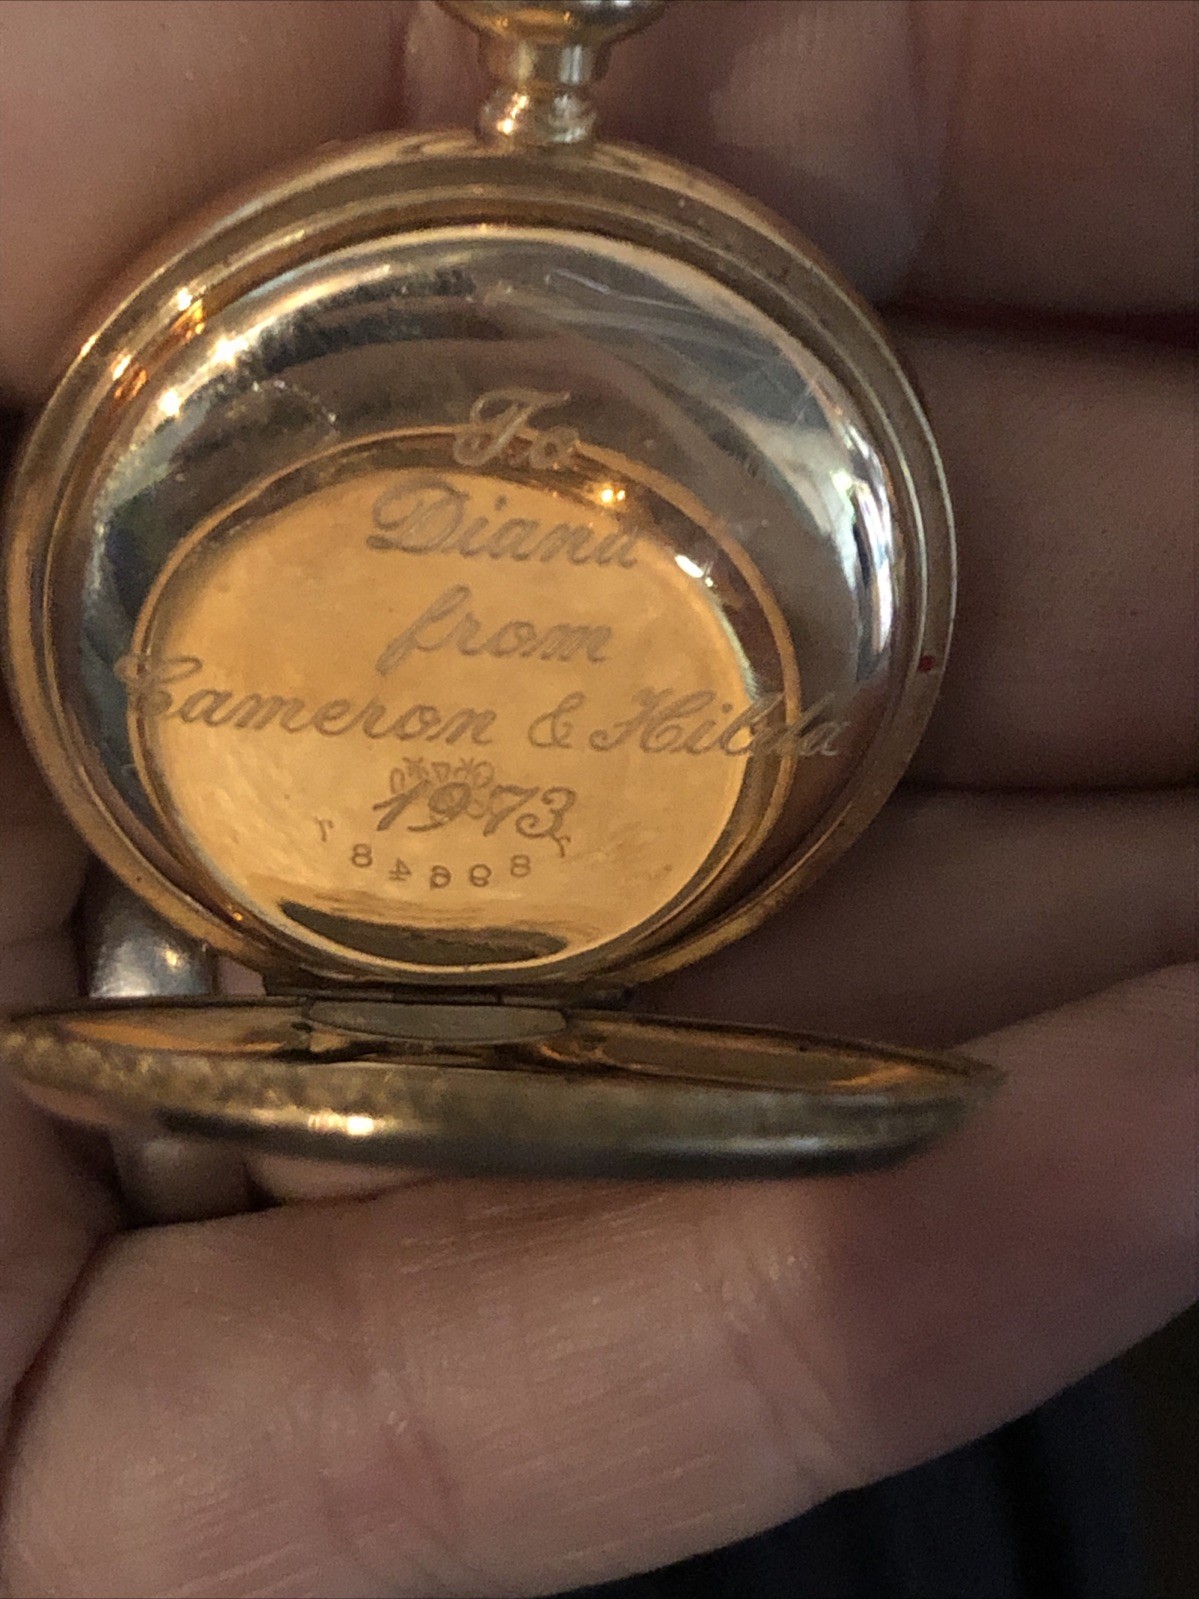 To
Diana
from
Cameron & Hilda
1973